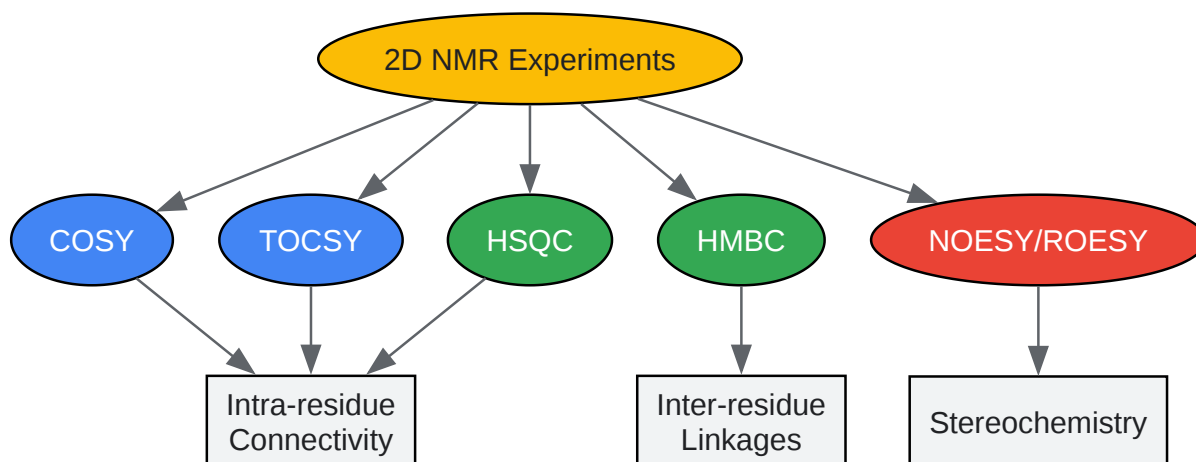 2D NMR Experiments
COSY
TOCSY
HSQC
HMBC
NOESY/ROESY
Intra-residue
Connectivity
Inter-residue
Linkages
Stereochemistry